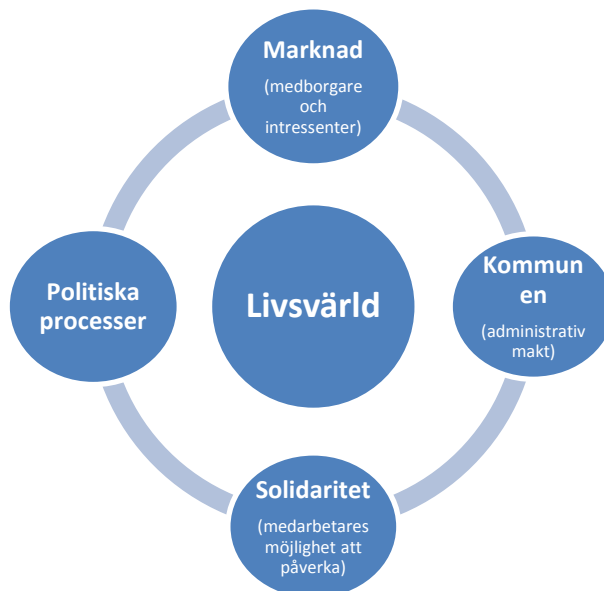 Marknad
(medborgare
och
intressenter)
Politiska
processer
Livsvärld
Kommun
en
(administrativ
makt)
Solidaritet
(medarbetares
möjlighet att
påverka)